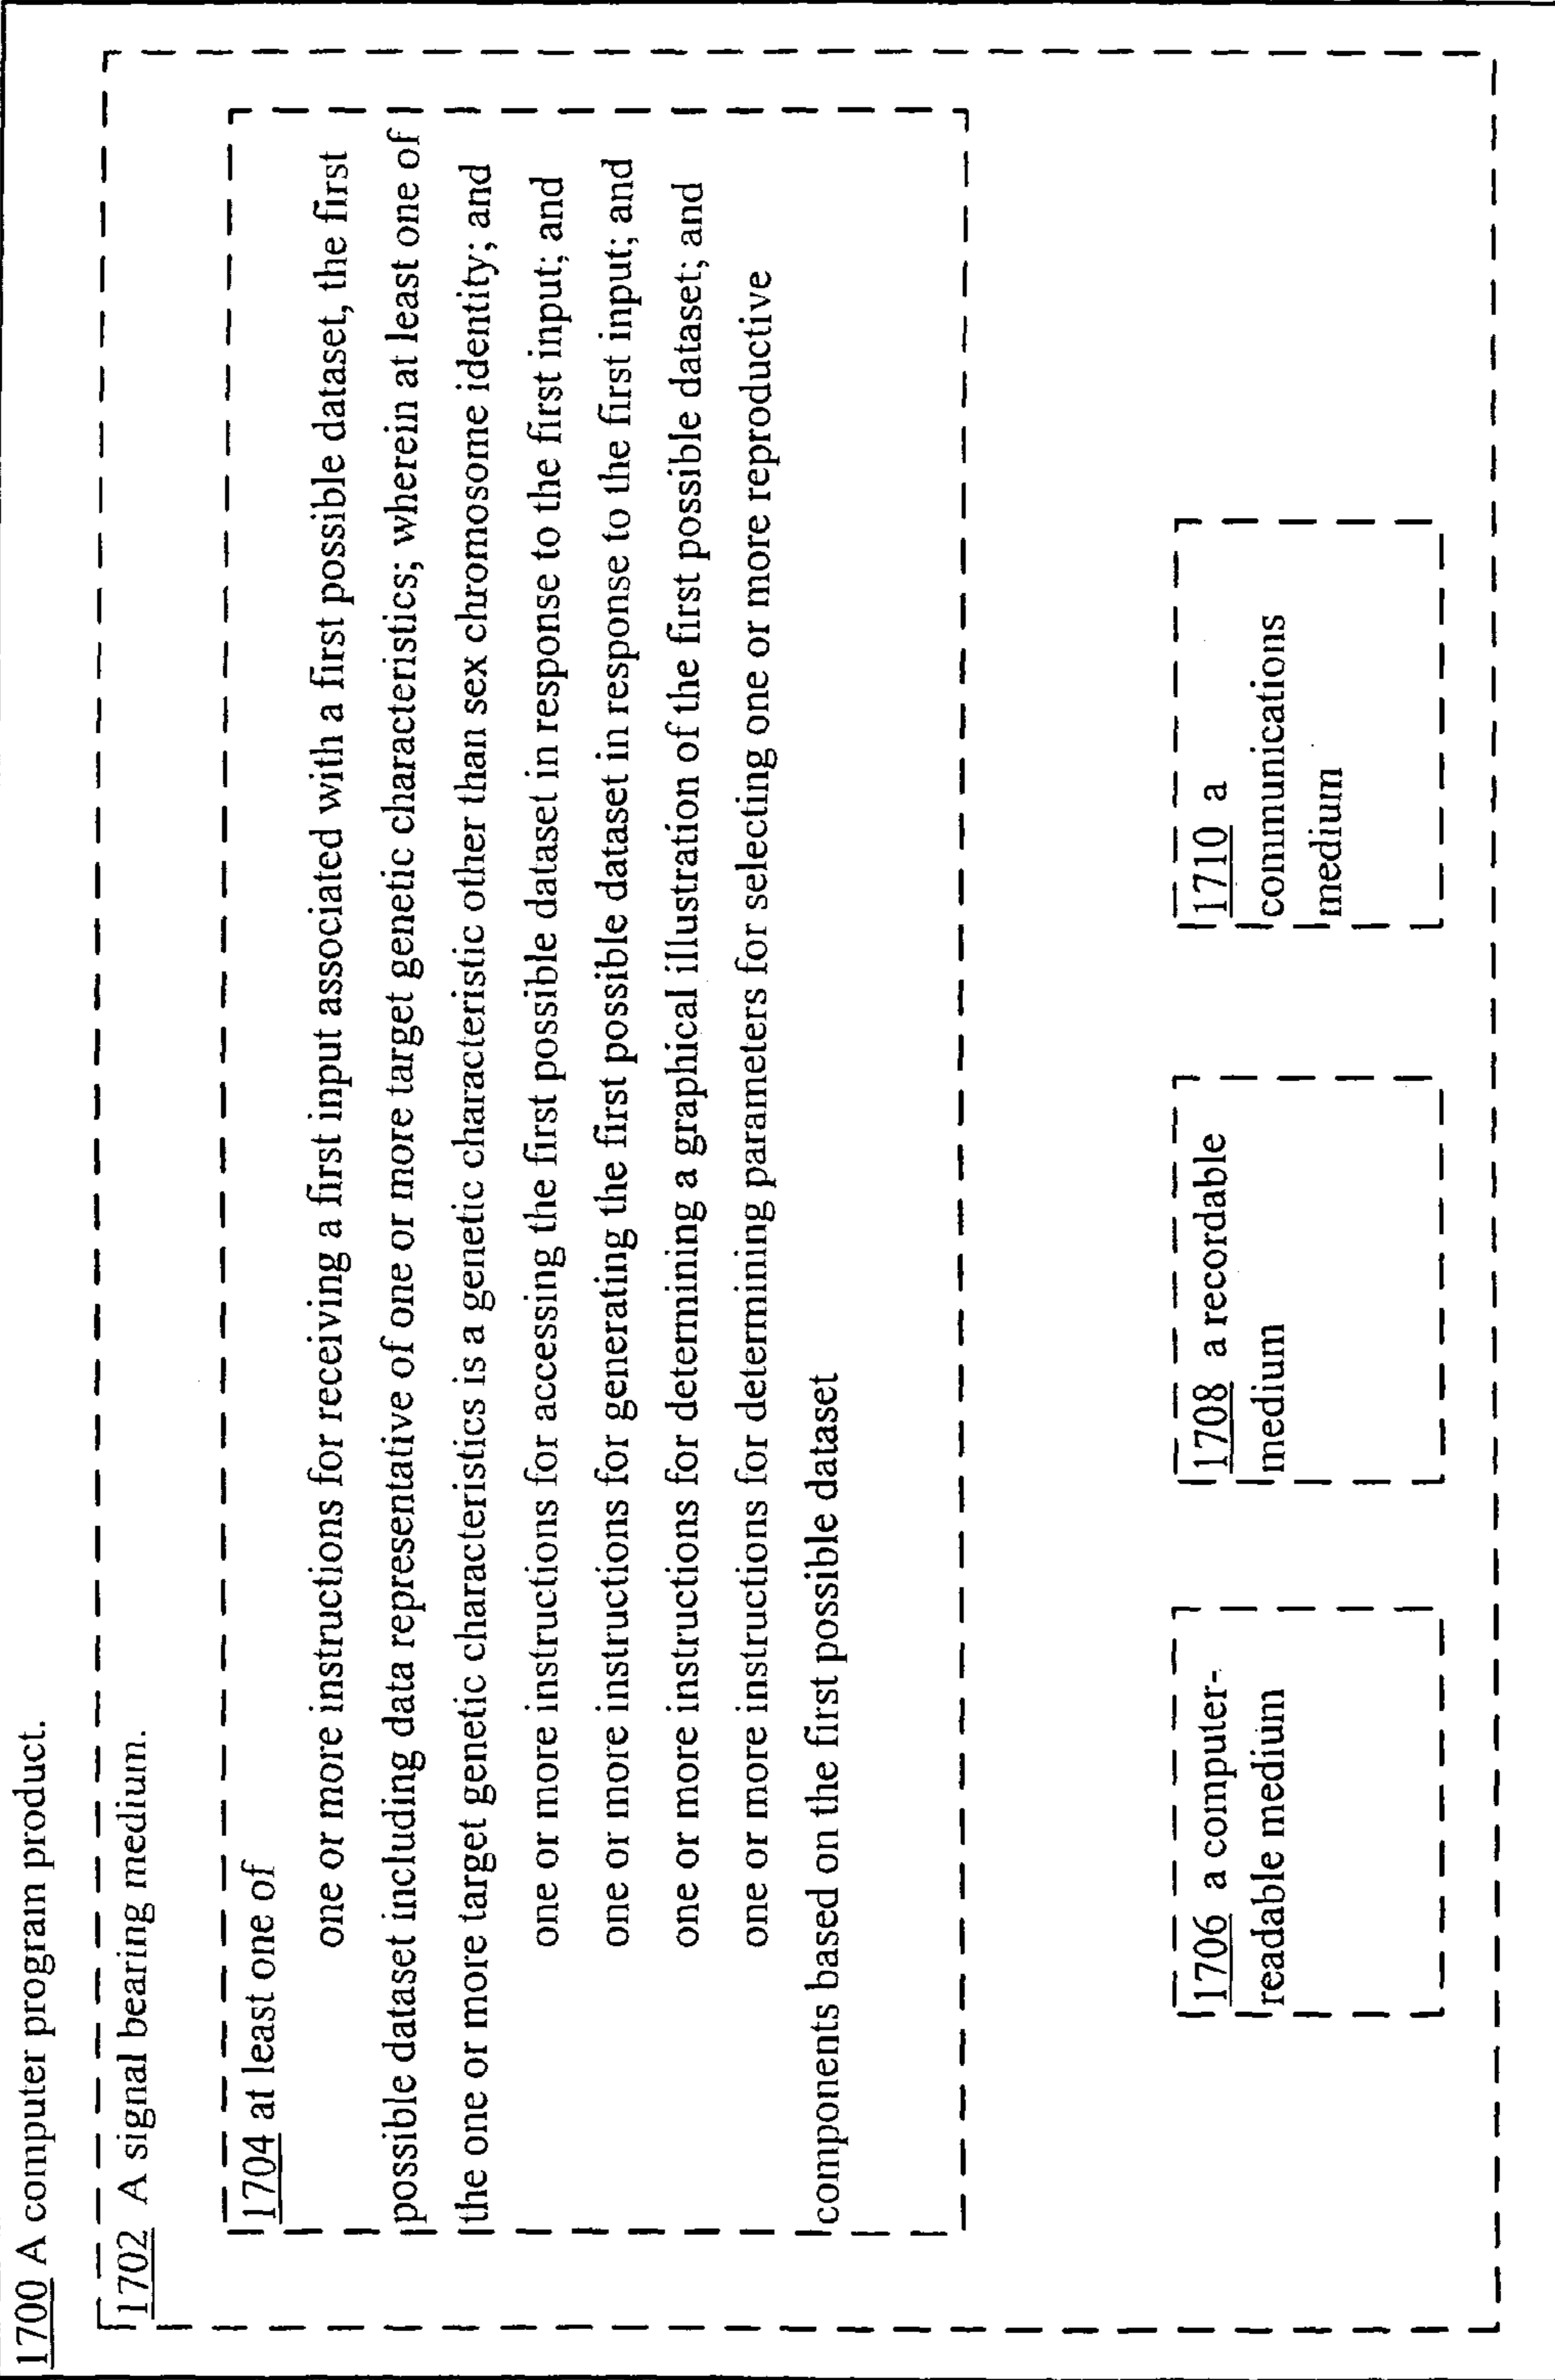 1700 A computer program product.
1702 A signal bearing medium.
1704 at least one of
one or more instructions for receiving a first input associated with a first possible dataset, the first
possible dataset including data representative of one or more target genetic characteristics; wherein at least one of
the one or more target genetic characteristics is a genetic characteristic other than sex chromosome identity; and
one or more instructions for accessing the first possible dataset in response to the first input; and
one or more instructions for generating the first possible dataset in response to the first input; and
one or more instructions for determining a graphical illustration of the first possible dataset; and
one or more instructions for determining parameters for selecting one or more reproductive
components based on the first possible dataset
1706 a computer-
readable medium
1708 a recordable
medium
1710 a
communications
medium